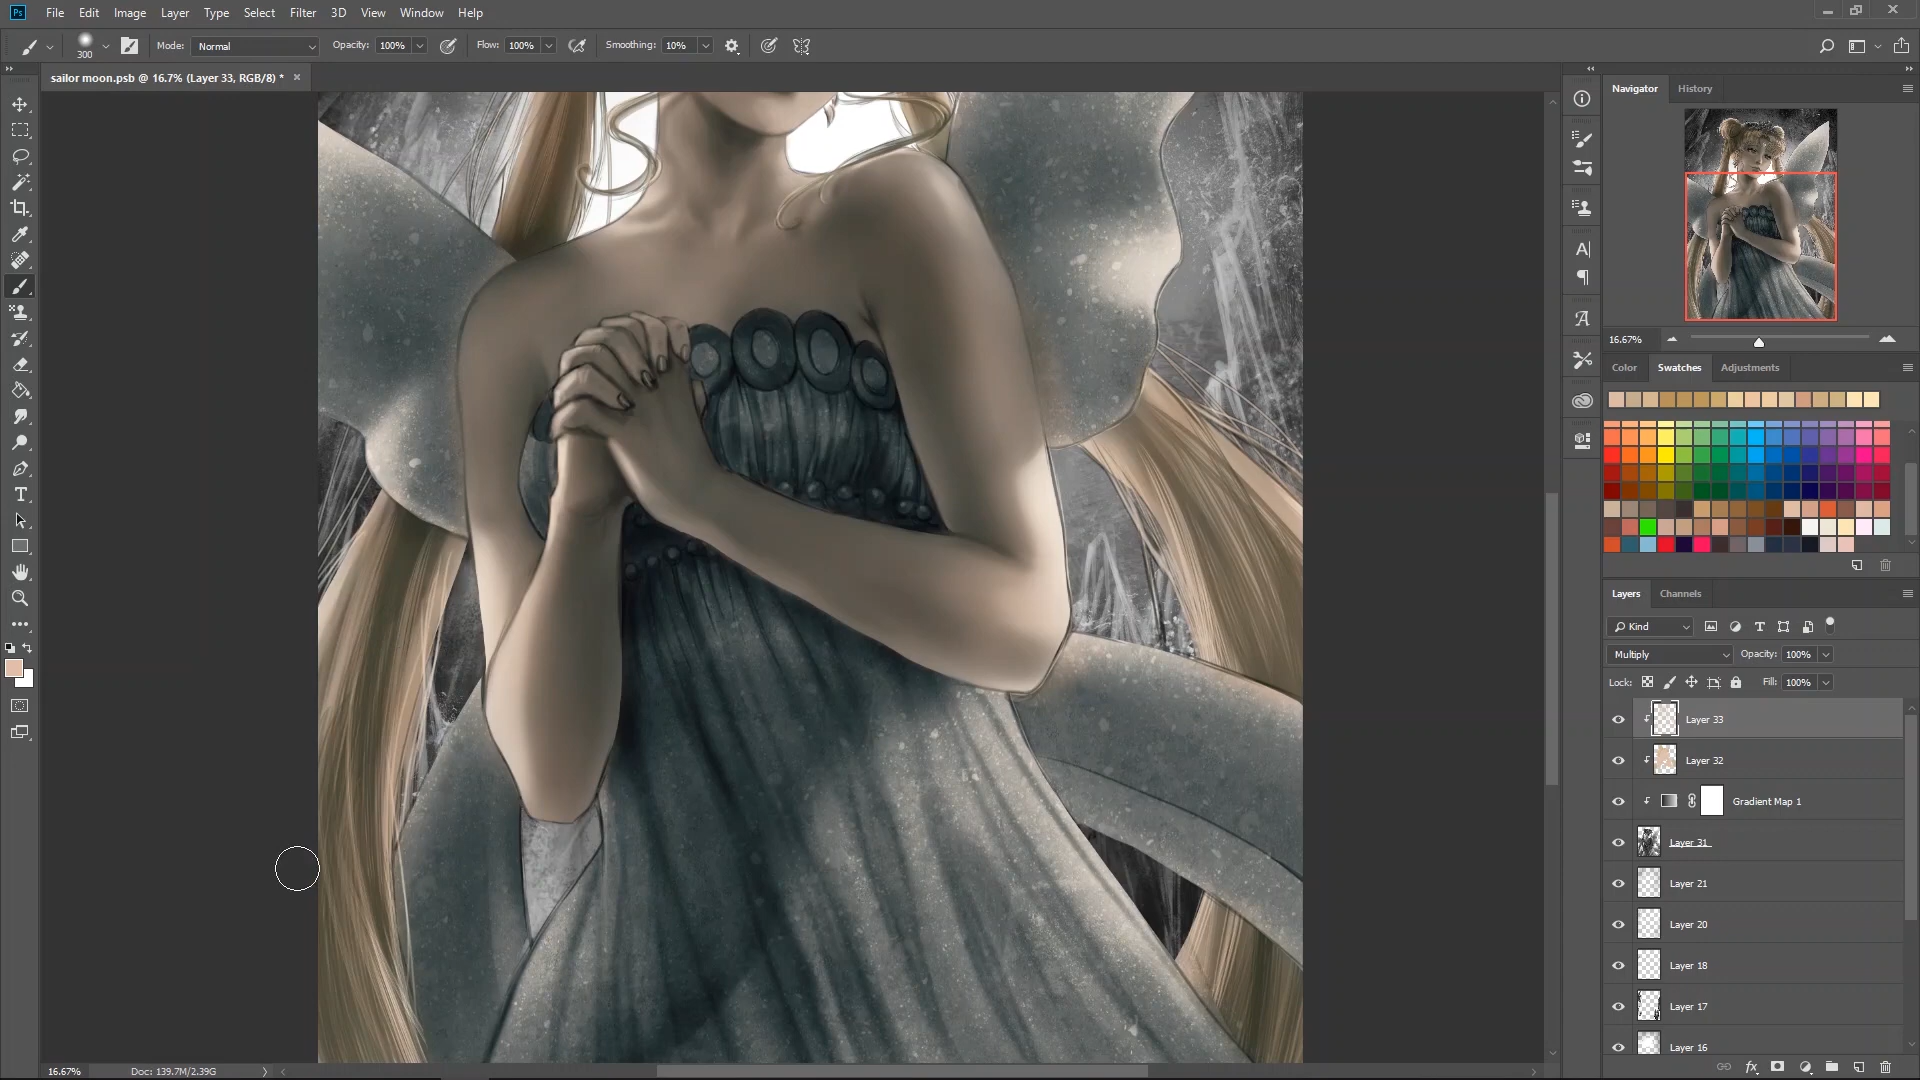 Ps File Edit Image Layer Type Select Filter 3D View Window Help
300 Mode: Normal Opacity: 100% Flow: 100% Smoothing: 10%
sailor moon.psb @ 16.7% (Layer 33, RGB/8) *
Navigator History
16.67%
Color Swatches Adjustments
Layers Channels
Kind
Multiply Opacity: 100%
Lock: Fill: 100%
Layer 33
Layer 32
Gradient Map 1
Layer 31
Layer 21
Layer 20
Layer 18
Layer 17
Layer 16
16.67% Doc: 139.7M/2.39G